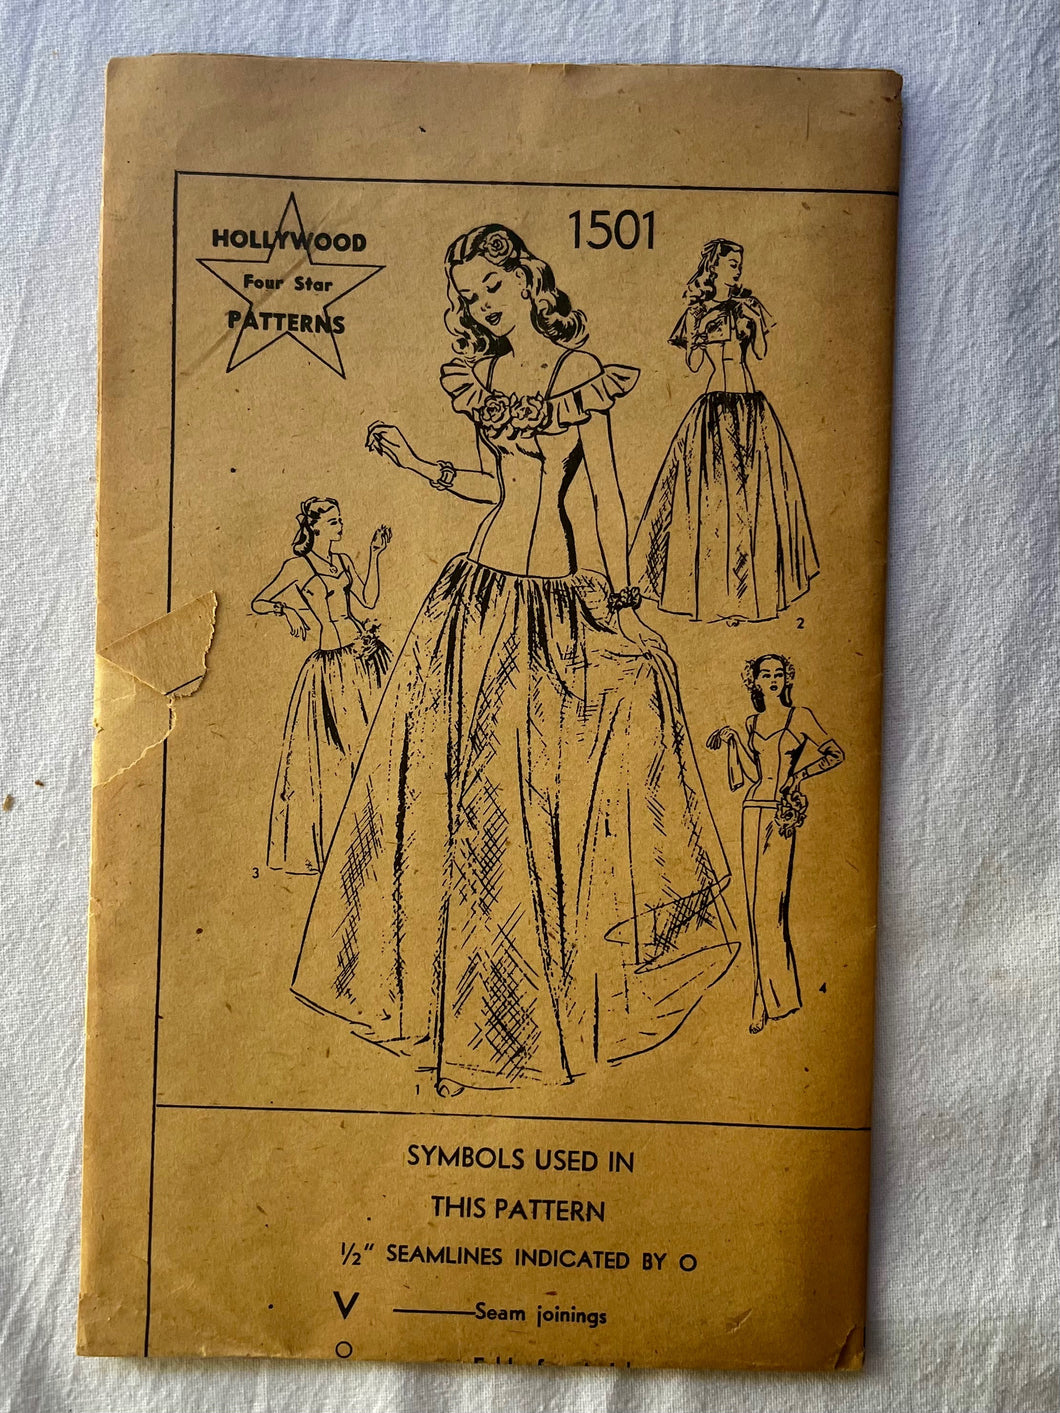 HOLLYWOOD
Four Star
PATTERNS
1501
2
3
4
1
SYMBOLS USED IN
THIS PATTERN
1/2" SEAMLINES INDICATED BY O
V ———Seam joinings
O